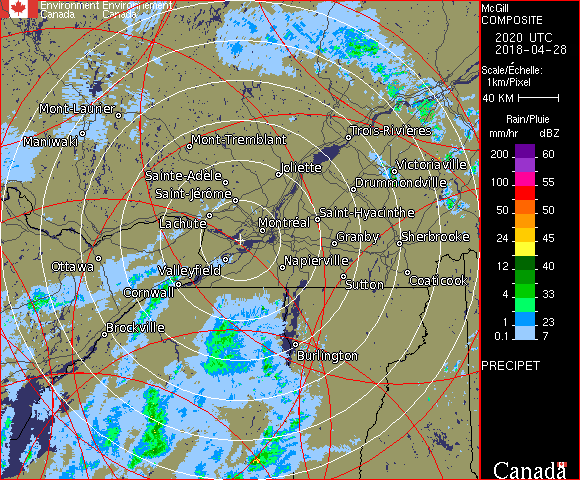 Environment Environnement
Canada Canada
McGill
COMPOSITE
2020 UTC
2018-04-28
Scale/Échelle:
1km/Pixel
40 KM
Rain/Pluie
mm/hr dBZ
200 60
100 55
50 50
24 45
12 40
4 33
1 23
0.1 7
PRECIPET
Mont-Laurier
Maniwaki
Mont-Tremblant
Trois-Rivières
Sainte-Adèle
Joliette
Victoriaville
Drummondville
Saint-Jérôme
Lachute
Saint-Hyacinthe
Montréal
Granby
Sherbrooke
Ottawa
Valleyfield
Napierville
Cornwall
Sutton
Coaticook
Brockville
Burlington
Canada